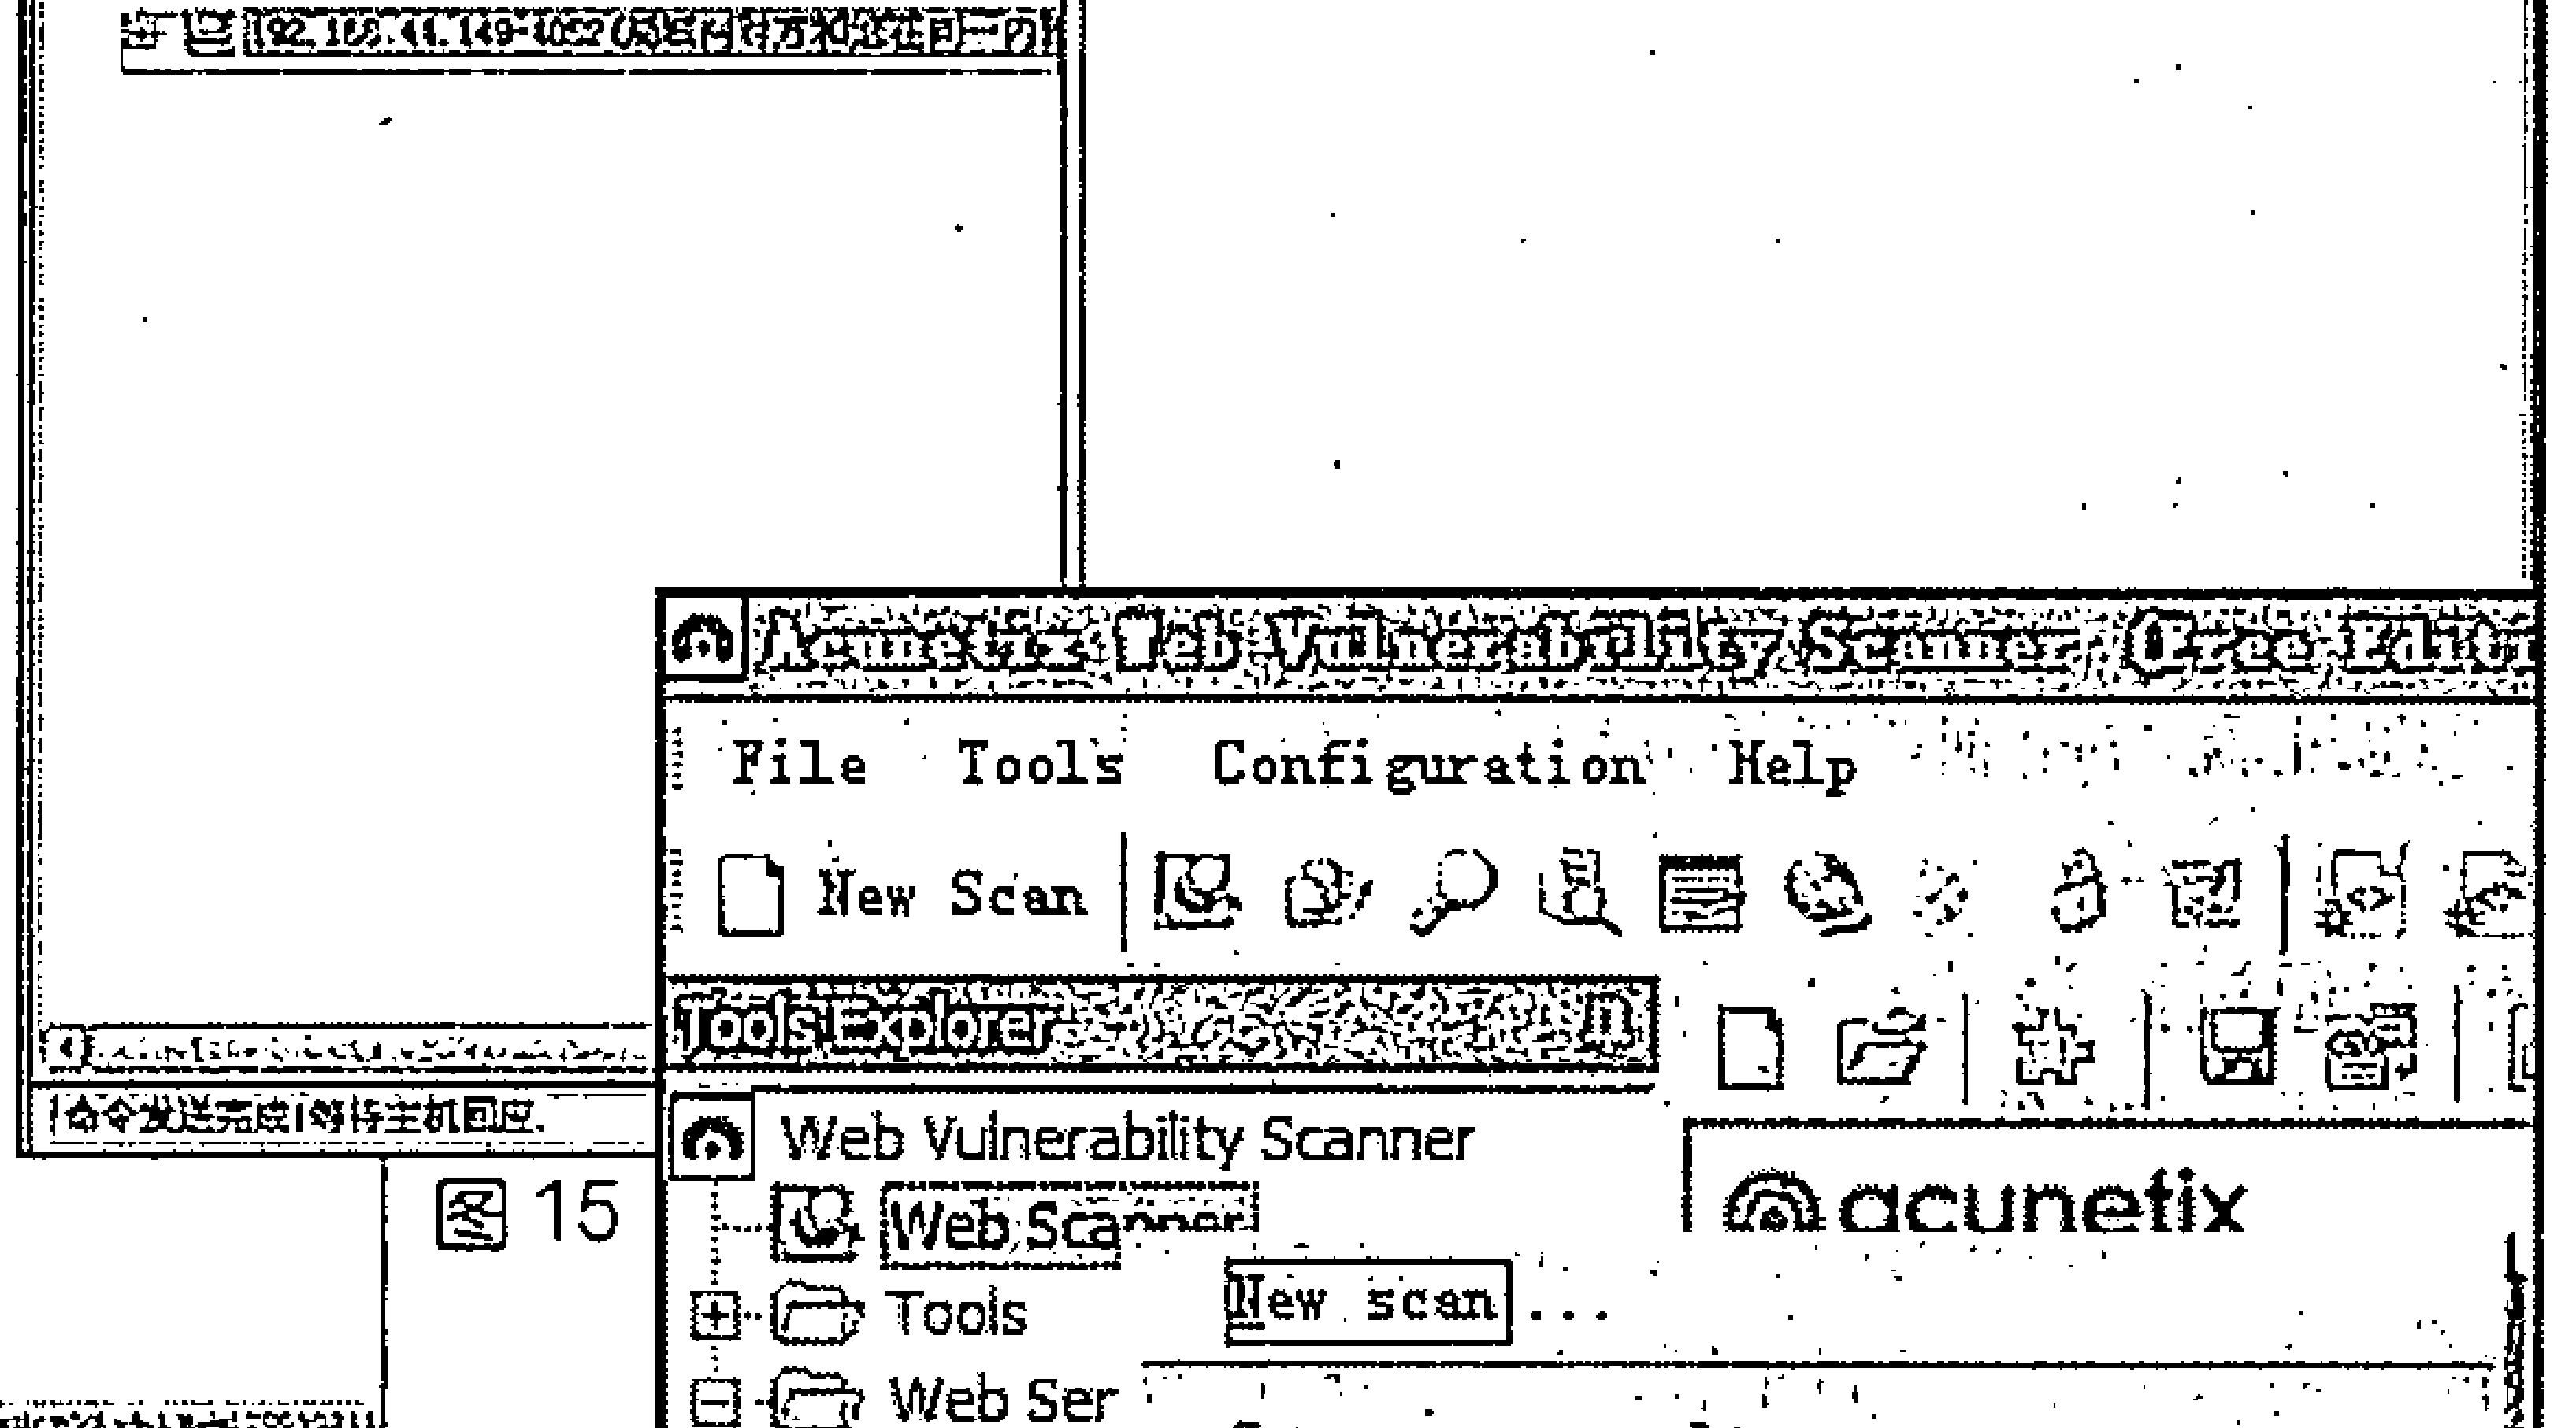 Acunetix Web Vulnerability Scanner (Free Editi
File Tools Configuration Help
New Scan
Tools Explorer
命令发送完成!等待主机回应.
Web Vulnerability Scanner
acunetix
图 15
Web Scanner
New scan ...
Tools
Web Ser